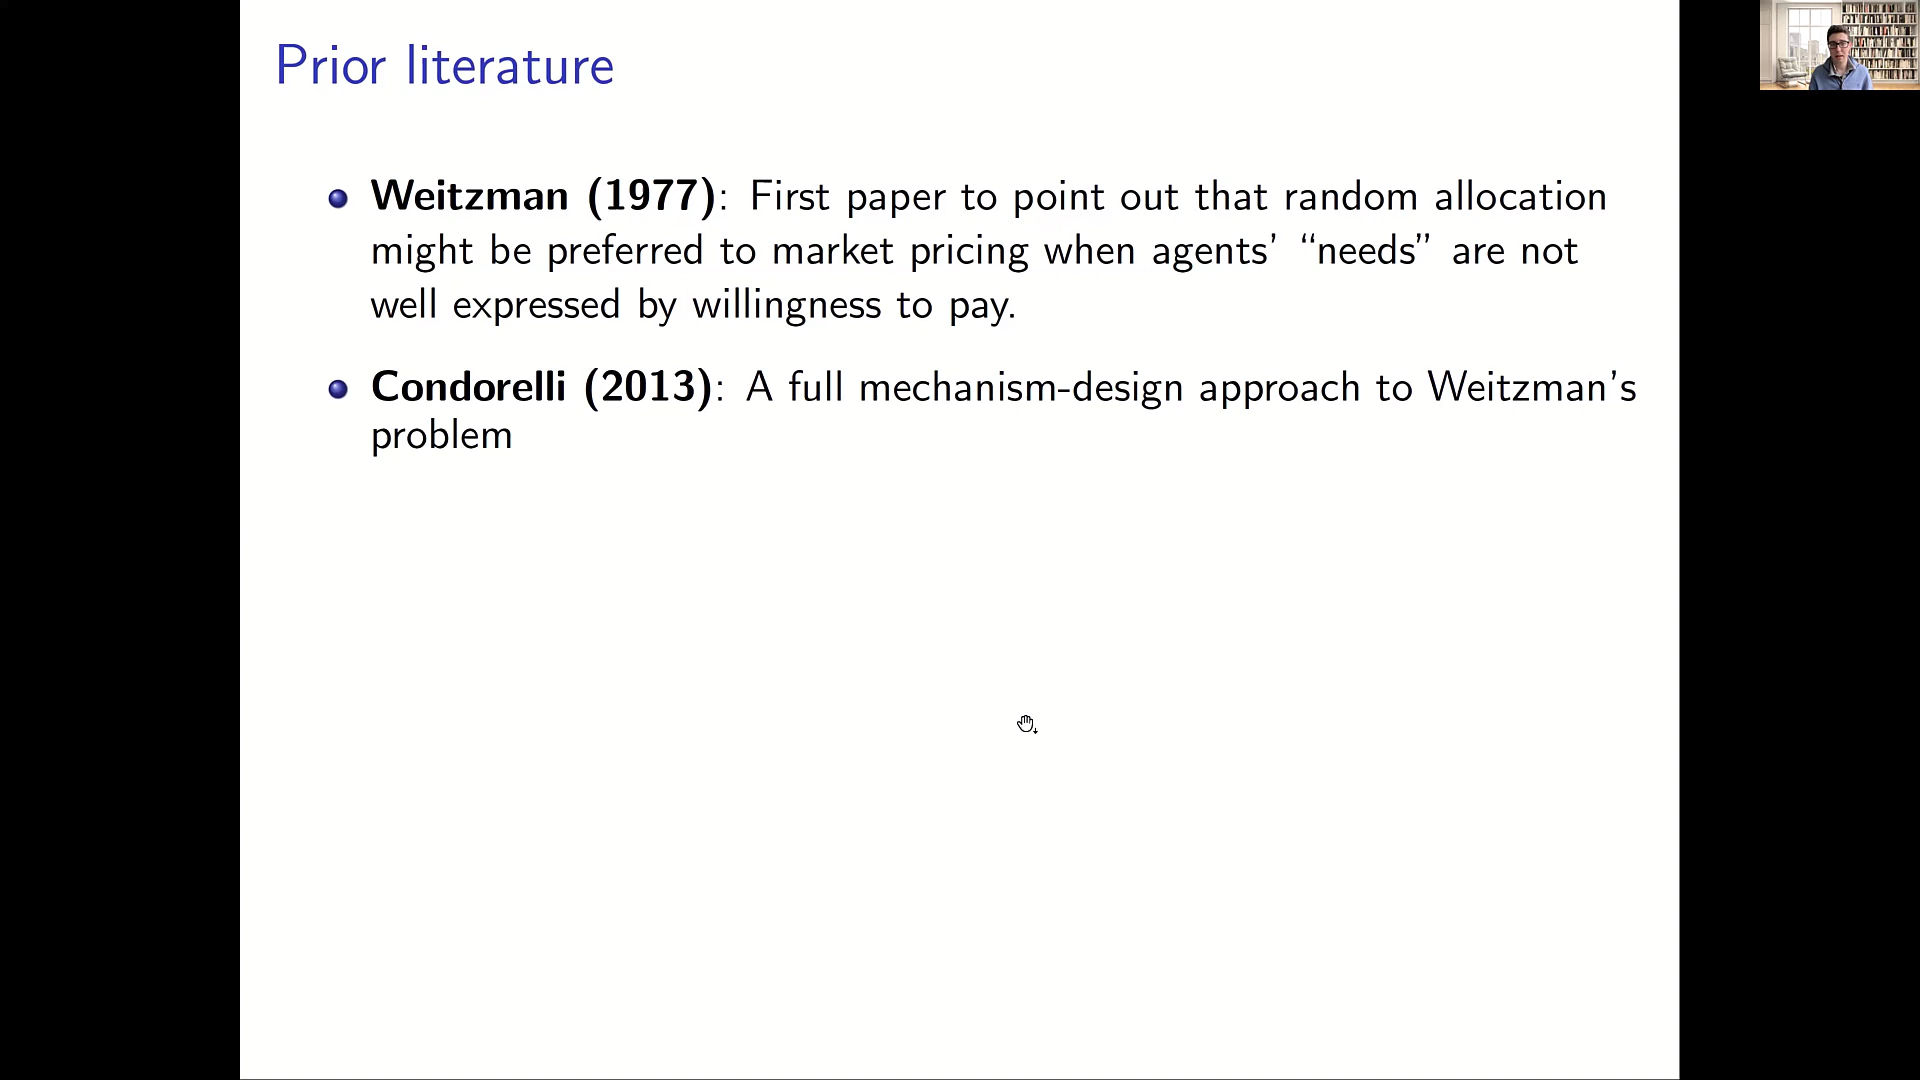 Prior literature
Weitzman (1977): First paper to point out that random allocation
might be preferred to market pricing when agents’ “needs” are not
well expressed by willingness to pay.
Condorelli (2013): A full mechanism-design approach to Weitzman’s
problem